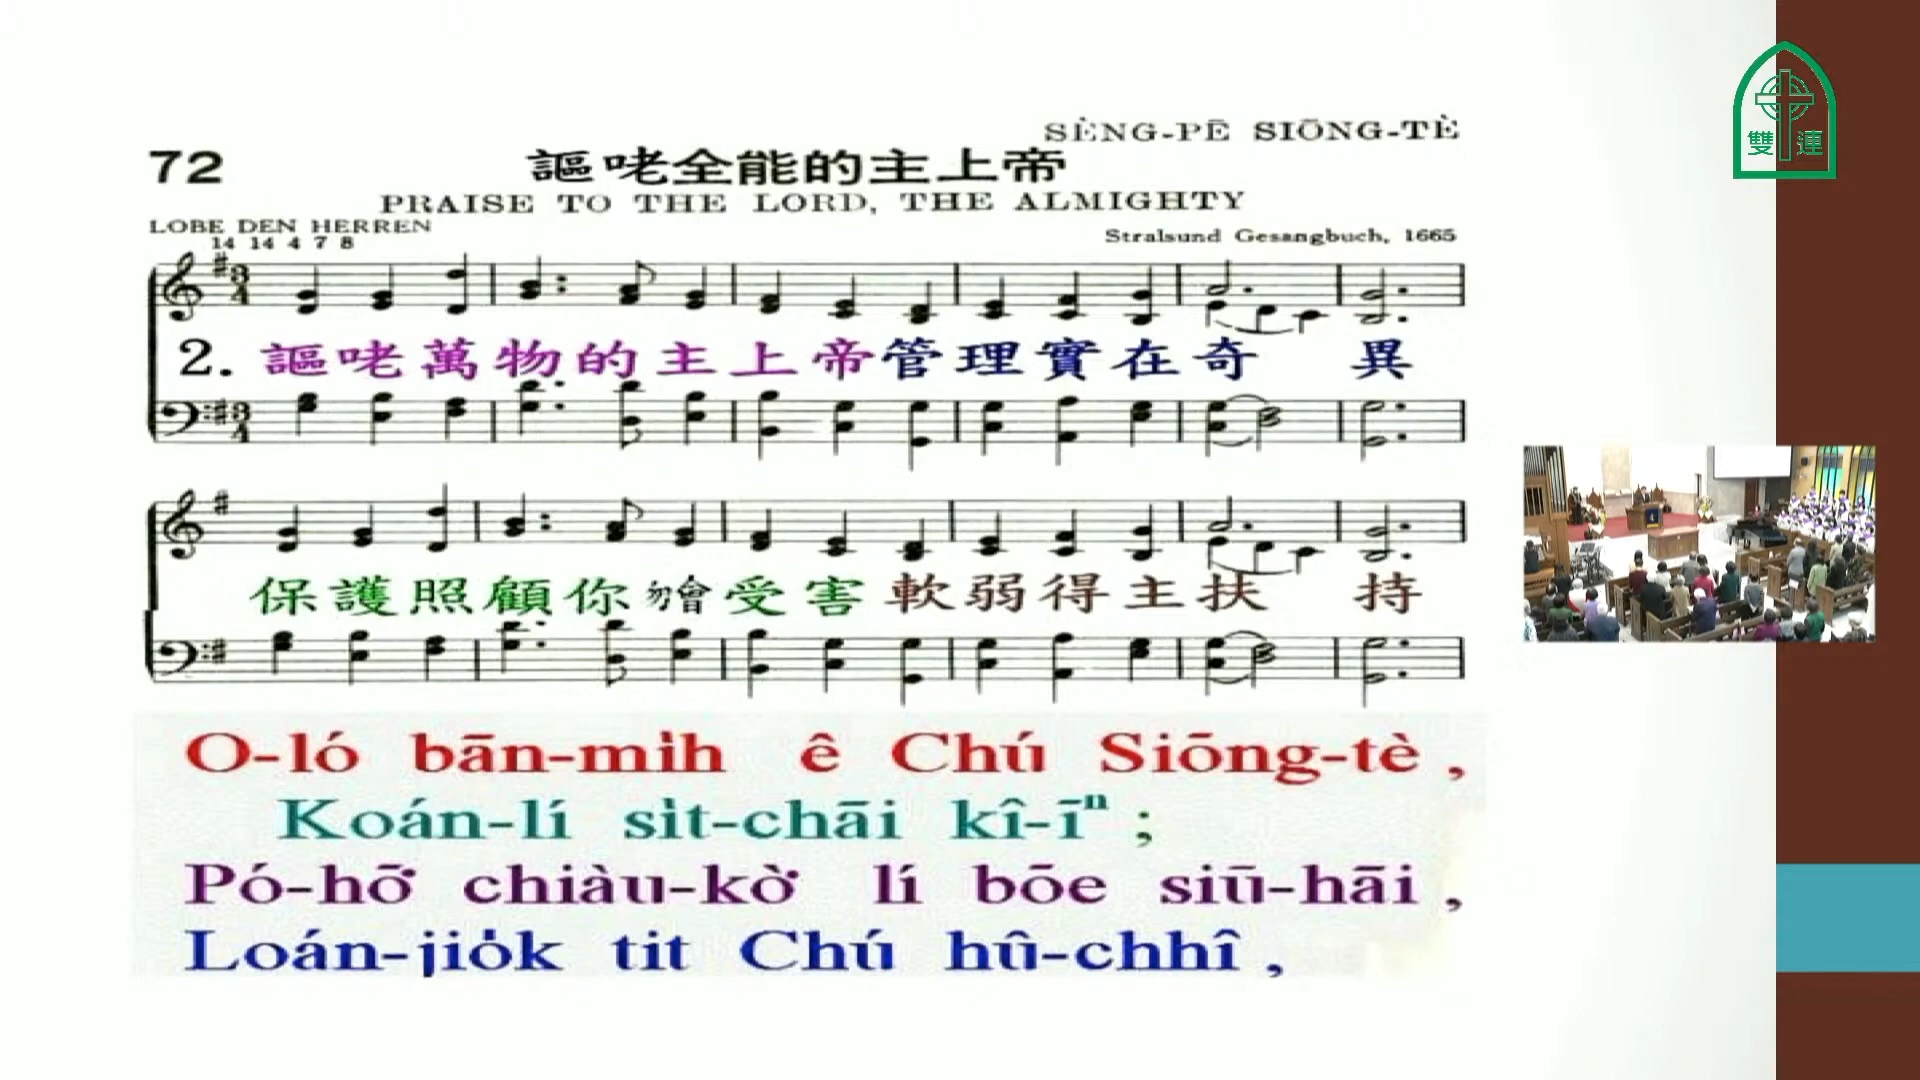 SÈNG-PĒ SIŌNG-TÈ
72 謳咾全能的主上帝
PRAISE TO THE LORD, THE ALMIGHTY
LOBE DEN HERREN
14 14 4 7 8
Stralsund Gesangbuch, 1665
2. 謳咾萬物的主上帝管理實在奇異
保護照顧你勿會受害軟弱得主扶持
O-ló bān-mi̍h ê Chú Siōng-tè,
Koán-lí si̍t-chāi kî-īⁿ;
Pó-hō͘ chiàu-kò͘ lí bōe siū-hāi,
Loán-jio̍k tit Chú hû-chhî,
雙連